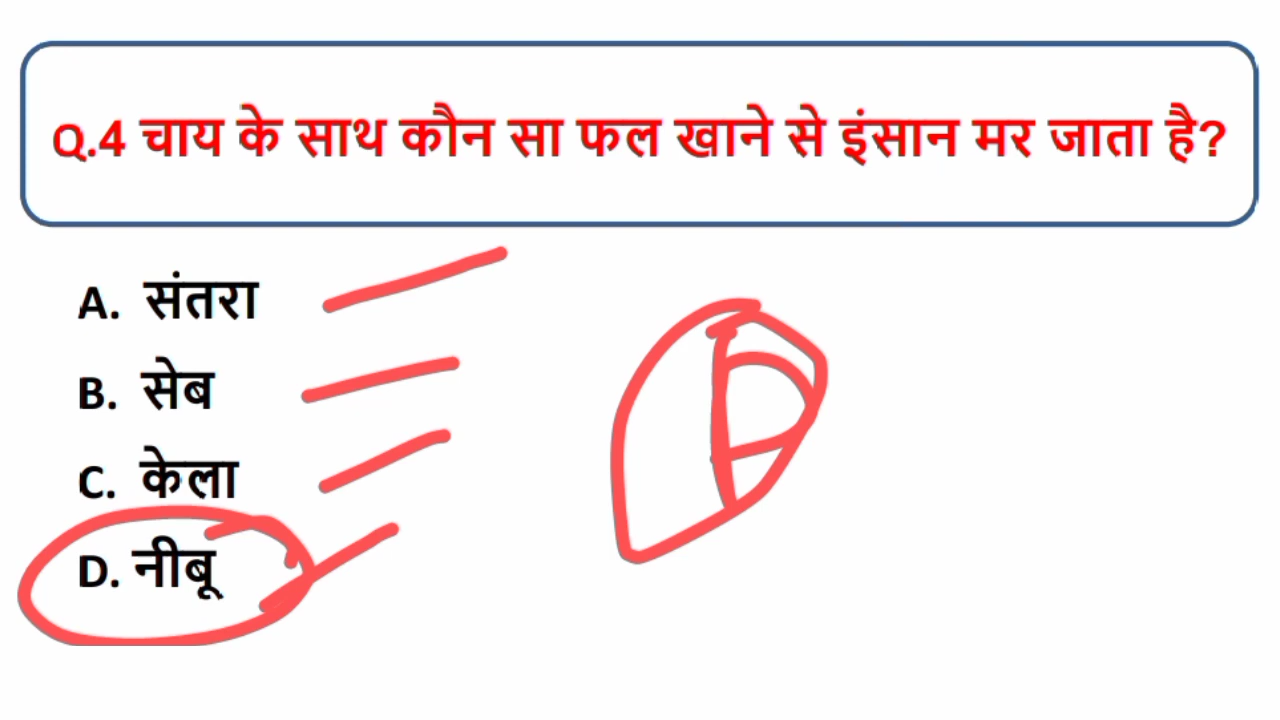 Q.4 चाय के साथ कौन सा फल खाने से इंसान मर जाता है?
A. संतरा
B. सेब
C. केला
D. नीबू